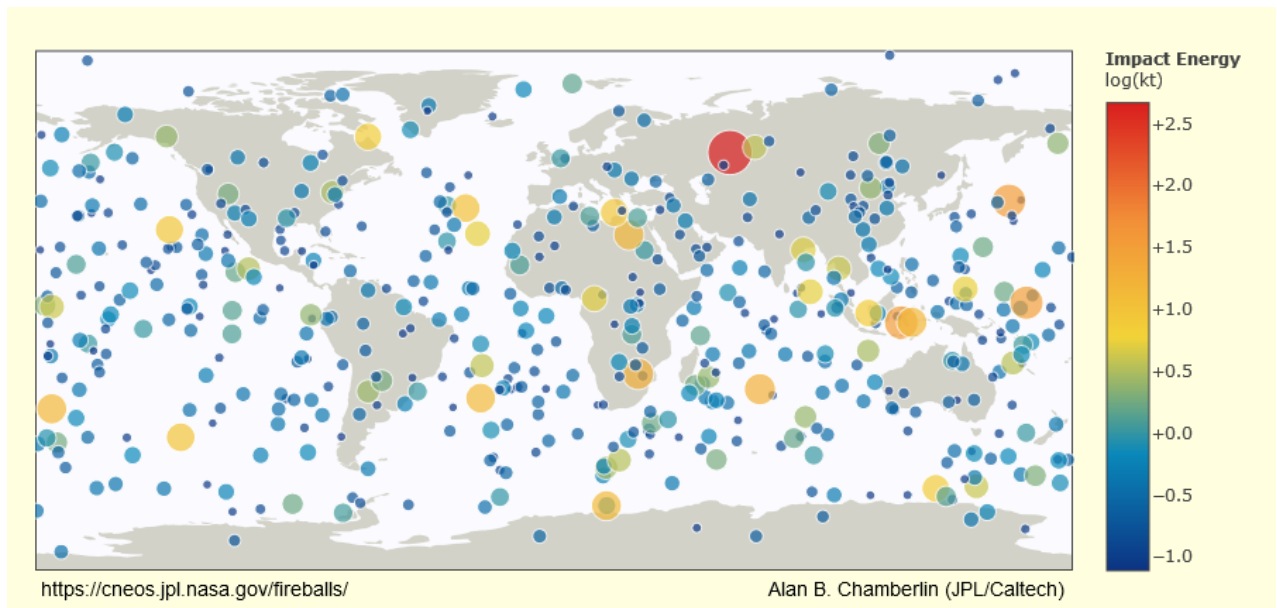 Impact Energy
log(kt)
+2.5
+2.0
+1.5
+1.0
+0.5
+0.0
−0.5
−1.0
https://cneos.jpl.nasa.gov/fireballs/
Alan B. Chamberlin (JPL/Caltech)